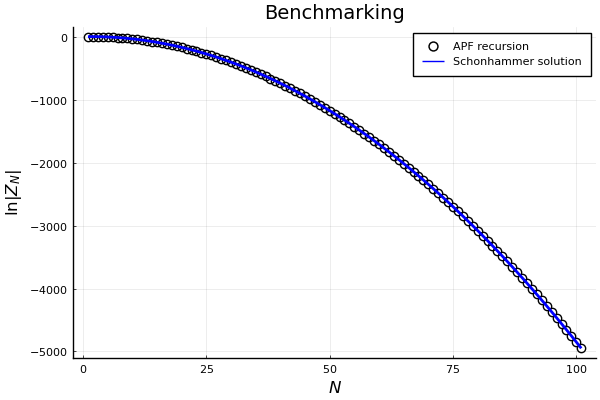 Benchmarking
APF recursion
Schonhammer solution
ln|Z_N|
0
−1000
−2000
−3000
−4000
−5000
0 25 50 75 100
N